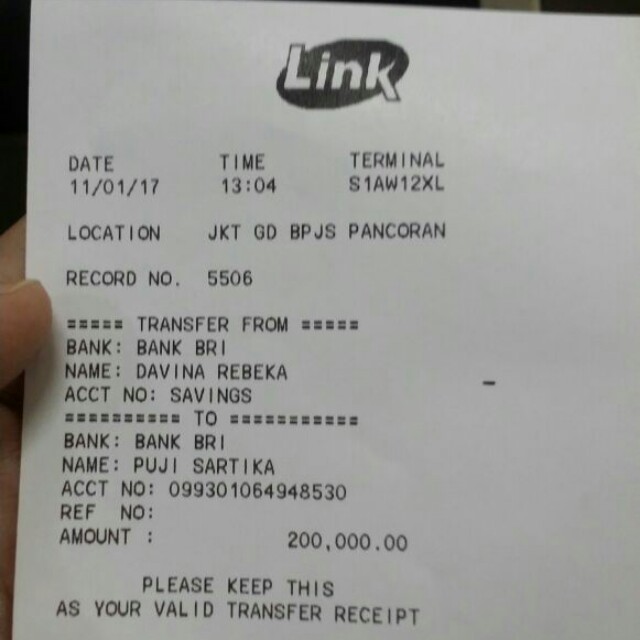 Link
DATE TIME TERMINAL
11/01/17 13:04 S1AW12XL
LOCATION JKT GD BPJS PANCORAN
RECORD NO. 5506
===== TRANSFER FROM =====
BANK: BANK BRI
NAME: DAVINA REBEKA
ACCT NO: SAVINGS
========== TO ===========
BANK: BANK BRI
NAME: PUJI SARTIKA
ACCT NO: 099301064948530
REF NO:
AMOUNT : 200,000.00
PLEASE KEEP THIS
AS YOUR VALID TRANSFER RECEIPT